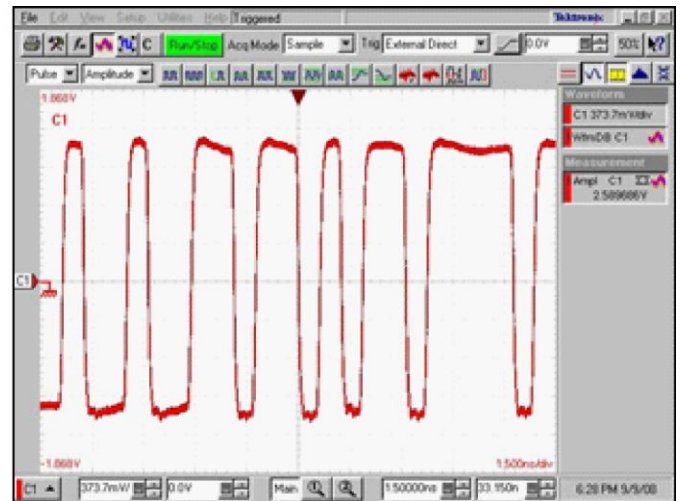 File Edit View Setup Utilities Help Triggered Tektronix
C Run/Stop Acq Mode Sample Trig External Direct 0.0V 50%
Pulse Amplitude
1.868V
C1
Waveform
C1 373.7mV/div
WfmDB C1
Measurement
Ampl C1
2.589686V
C1
-1.868V
1.500ns/div
C1 373.7mV 0.0V Main 1.50000ns 33.150n 6:28 PM 9/9/08